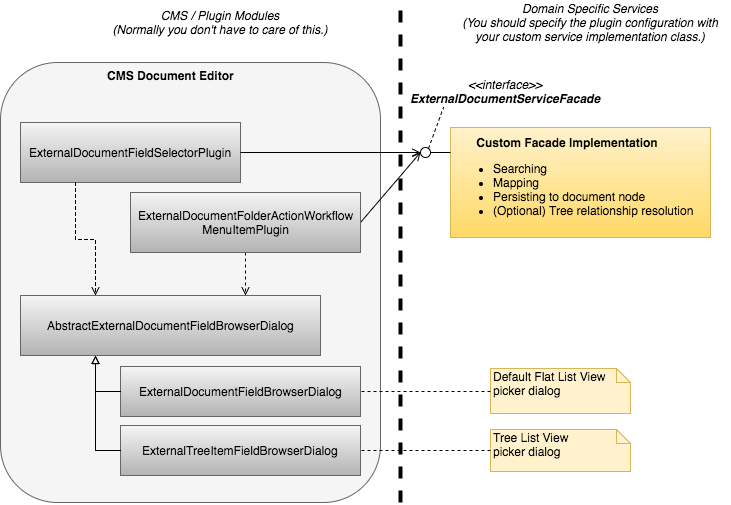 CMS / Plugin Modules
(Normally you don't have to care of this.)
Domain Specific Services
(You should specify the plugin configuration with
your custom service implementation class.)
CMS Document Editor
<<interface>>
ExternalDocumentServiceFacade
ExternalDocumentFieldSelectorPlugin
Custom Facade Implementation
• Searching
• Mapping
• Persisting to document node
• (Optional) Tree relationship resolution
ExternalDocumentFolderActionWorkflow
MenuItemPlugin
AbstractExternalDocumentFieldBrowserDialog
ExternalDocumentFieldBrowserDialog
Default Flat List View
picker dialog
ExternalTreeItemFieldBrowserDialog
Tree List View
picker dialog